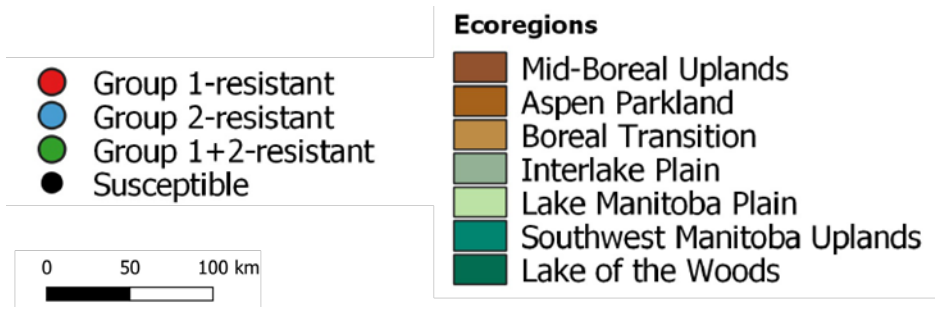 Group 1-resistant
Group 2-resistant
Group 1+2-resistant
Susceptible
0 50 100 km
Ecoregions
Mid-Boreal Uplands
Aspen Parkland
Boreal Transition
Interlake Plain
Lake Manitoba Plain
Southwest Manitoba Uplands
Lake of the Woods